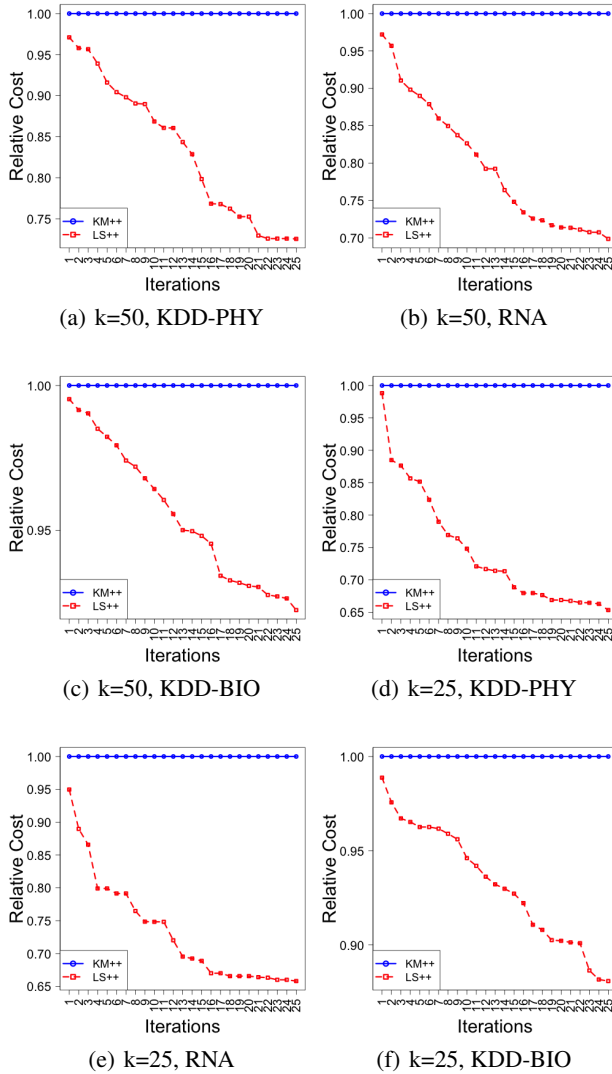 1.00
0.95
0.90
0.85
0.80
0.75
Relative Cost
KM++
LS++
1 2 3 4 5 6 7 8 9 10 11 12 13 14 15 16 17 18 19 20 21 22 23 24 25
Iterations
(a) k=50, KDD-PHY
1.00
0.95
0.90
0.85
0.80
0.75
0.70
Relative Cost
KM++
LS++
1 2 3 4 5 6 7 8 9 10 11 12 13 14 15 16 17 18 19 20 21 22 23 24 25
Iterations
(b) k=50, RNA
1.00
0.95
Relative Cost
KM++
LS++
1 2 3 4 5 6 7 8 9 10 11 12 13 14 15 16 17 18 19 20 21 22 23 24 25
Iterations
(c) k=50, KDD-BIO
1.00
0.95
0.90
0.85
0.80
0.75
0.70
0.65
Relative Cost
KM++
LS++
1 2 3 4 5 6 7 8 9 10 11 12 13 14 15 16 17 18 19 20 21 22 23 24 25
Iterations
(d) k=25, KDD-PHY
1.00
0.95
0.90
0.85
0.80
0.75
0.70
0.65
Relative Cost
KM++
LS++
1 2 3 4 5 6 7 8 9 10 11 12 13 14 15 16 17 18 19 20 21 22 23 24 25
Iterations
(e) k=25, RNA
1.00
0.95
0.90
Relative Cost
KM++
LS++
1 2 3 4 5 6 7 8 9 10 11 12 13 14 15 16 17 18 19 20 21 22 23 24 25
Iterations
(f) k=25, KDD-BIO